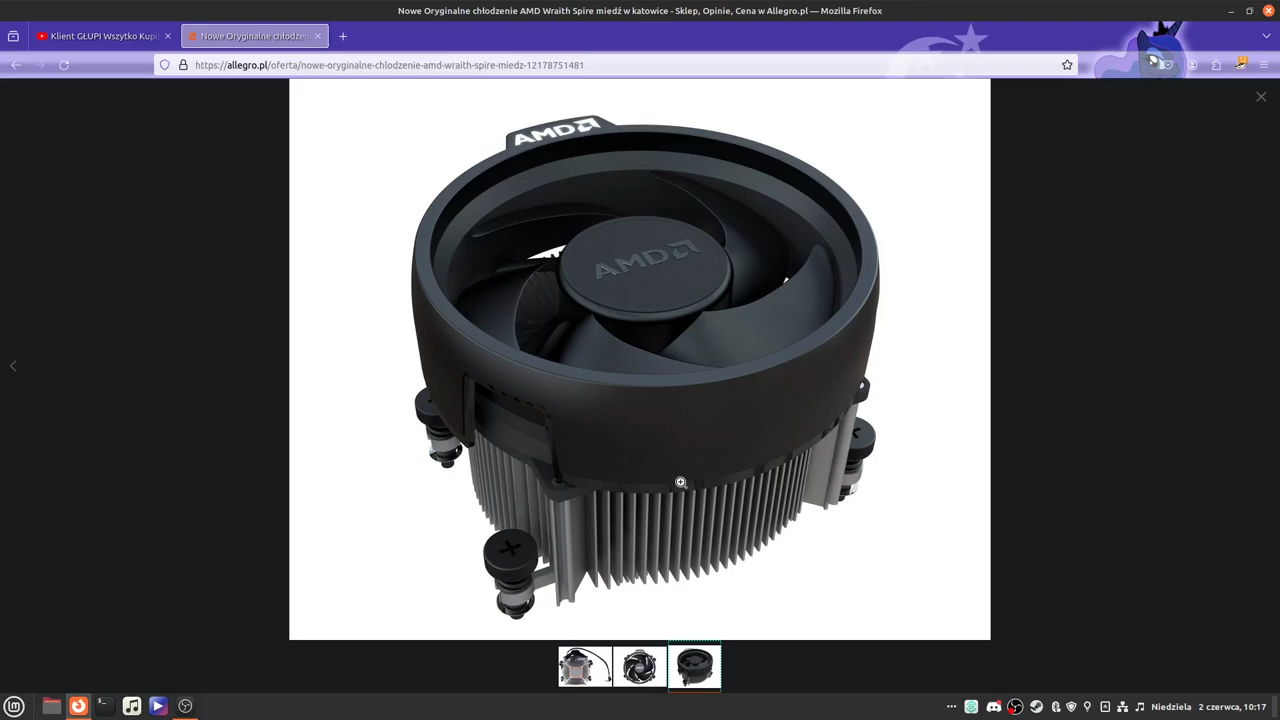 Nowe Oryginalne chłodzenie AMD Wraith Spire miedź w katowice - Sklep, Opinie, Cena w Allegro.pl — Mozilla Firefox
Klient GŁUPI Wszytko Kupi
Nowe Oryginalne chłodzen
https://allegro.pl/oferta/nowe-oryginalne-chlodzenie-amd-wraith-spire-miedz-12178751481
AMD
AMD
Niedziela 2 czerwca, 10:17